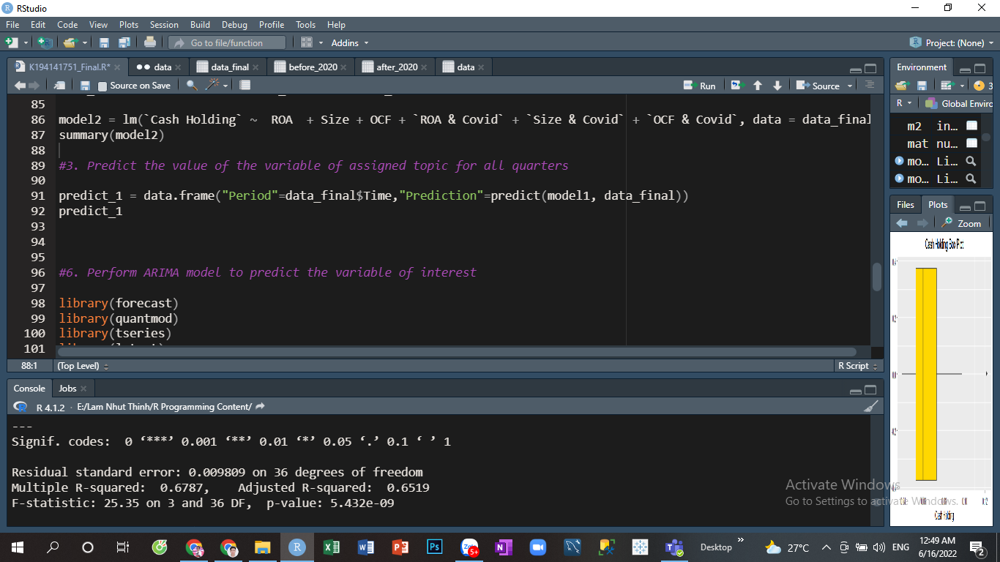 RStudio
File Edit Code View Plots Session Build Debug Profile Tools Help
Go to file/function Addins Project: (None)
K194141751_Final.R* data data_final before_2020 after_2020 data
Source on Save Run Source
85
86 model2 = lm(`Cash Holding` ~ ROA + Size + OCF + `ROA & Covid` + `Size & Covid` + `OCF & Covid`, data = data_final
87 summary(model2)
88
89 #3. Predict the value of the variable of assigned topic for all quarters
90
91 predict_1 = data.frame("Period"=data_final$Time,"Prediction"=predict(model1, data_final))
92 predict_1
93
94
95
96 #6. Perform ARIMA model to predict the variable of interest
97
98 library(forecast)
99 library(quantmod)
100 library(tseries)
101
88:1 (Top Level) R Script
Console Jobs
R 4.1.2 · E:/Lam Nhut Thinh/R Programming Content/
---
Signif. codes:  0 ‘***’ 0.001 ‘**’ 0.01 ‘*’ 0.05 ‘.’ 0.1 ‘ ’ 1
Residual standard error: 0.009809 on 36 degrees of freedom
Multiple R-squared:  0.6787,    Adjusted R-squared:  0.6519
F-statistic: 25.35 on 3 and 36 DF,  p-value: 5.432e-09
Environment
3
R Global Enviro
m2 in...
mat nu...
mo... Li...
mo... Li...
Files Plots
Zoom
Cash Holding Box Plot
Cash Holding
Activate Windows
Go to Settings to activate Windows.
Desktop 27°C ENG 12:49 AM
6/16/2022
5+
2